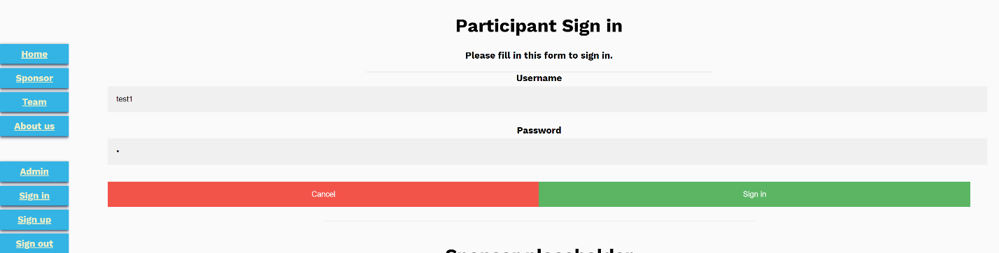 Participant Sign in
Please fill in this form to sign in.
Home
Sponsor
Team
About us
Admin
Sign in
Sign up
Sign out
Username
test1
Password
•
Cancel
Sign in
Sponsor placeholder